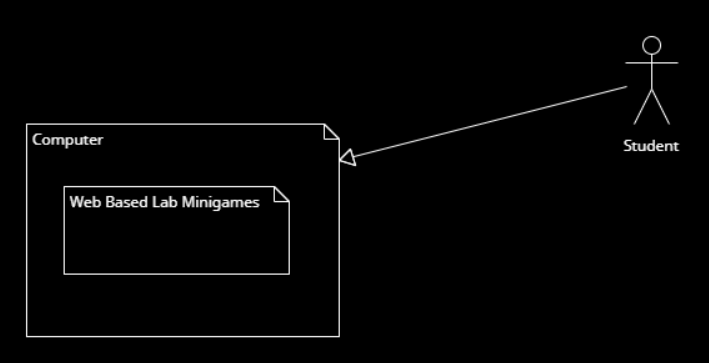 Computer
Web Based Lab Minigames
Student